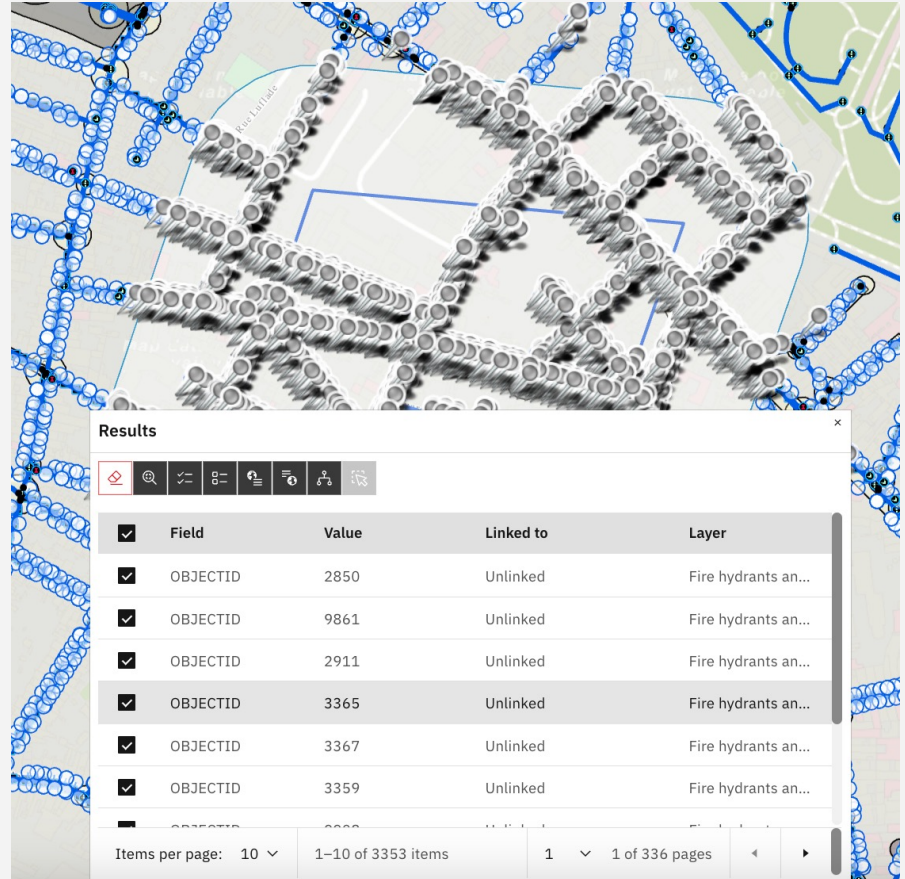 Rue Luflade
Results
Field Value Linked to Layer
OBJECTID 2850 Unlinked Fire hydrants an...
OBJECTID 9861 Unlinked Fire hydrants an...
OBJECTID 2911 Unlinked Fire hydrants an...
OBJECTID 3365 Unlinked Fire hydrants an...
OBJECTID 3367 Unlinked Fire hydrants an...
OBJECTID 3359 Unlinked Fire hydrants an...
Items per page: 10 1–10 of 3353 items 1 1 of 336 pages